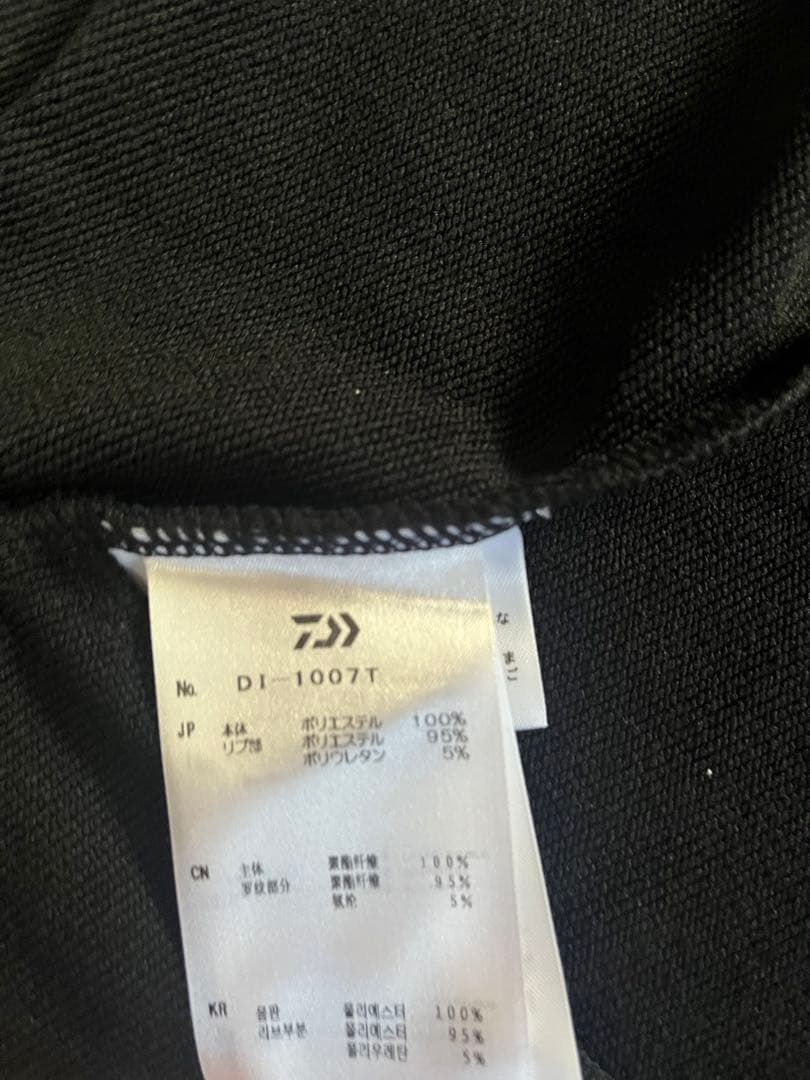 No. DI-1007T
JP 本体 ポリエステル 100%
リブ部 ポリエステル 95%
ポリウレタン 5%
CN 主体 聚酯纤维 100%
罗纹部分 聚酯纤维 95%
氨纶 5%
KR 몸판 폴리에스터 100%
리브부분 폴리에스터 95%
폴리우레탄 5%
な
まご